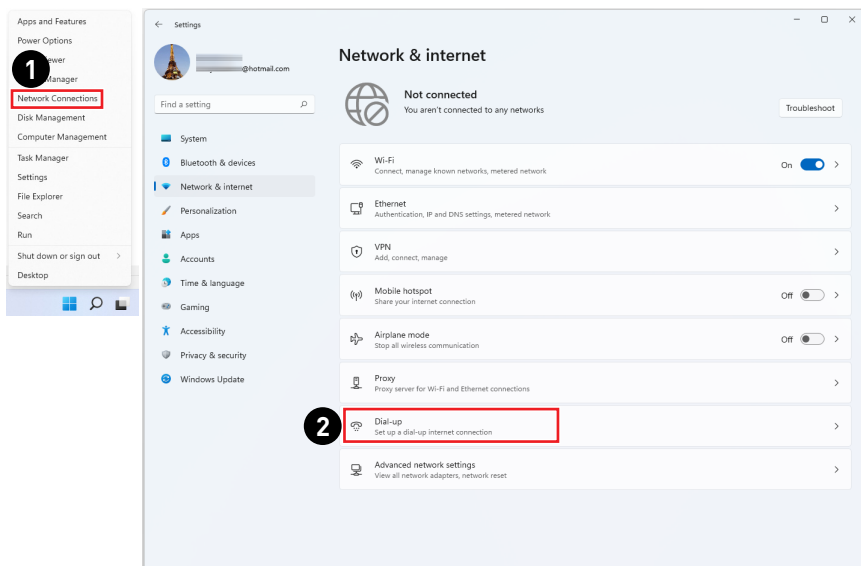 Apps and Features
Power Options
ewer
Manager
Network Connections
Disk Management
Computer Management
Task Manager
Settings
File Explorer
Search
Run
Shut down or sign out
Desktop
1
Settings
@hotmail.com
Find a setting
System
Bluetooth & devices
Network & internet
Personalization
Apps
Accounts
Time & language
Gaming
Accessibility
Privacy & security
Windows Update
Network & internet
Not connected
You aren't connected to any networks
Troubleshoot
Wi-Fi
Connect, manage known networks, metered network
On
Ethernet
Authentication, IP and DNS settings, metered network
VPN
Add, connect, manage
Mobile hotspot
Share your internet connection
Off
Airplane mode
Stop all wireless communication
Off
Proxy
Proxy server for Wi-Fi and Ethernet connections
2
Dial-up
Set up a dial-up internet connection
Advanced network settings
View all network adapters, network reset